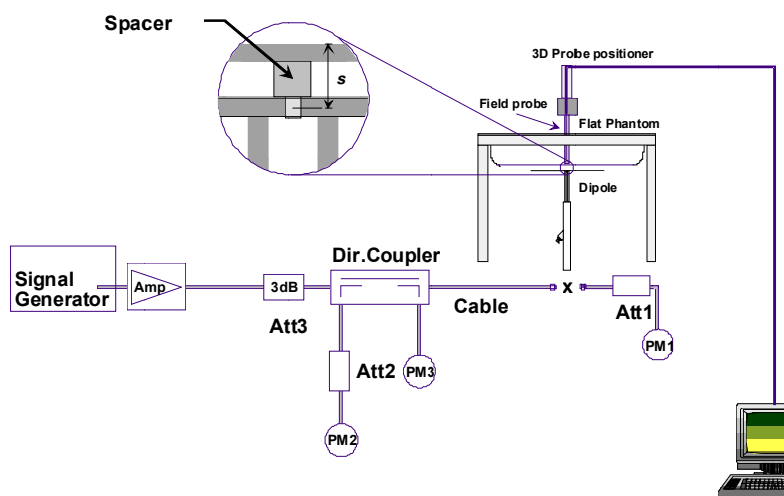 Spacer
s
3D Probe positioner
Field probe
Flat Phantom
Dipole
Dir.Coupler
Signal
Generator
Amp
3dB
Cable
x
Att1
Att3
PM1
Att2
PM3
PM2